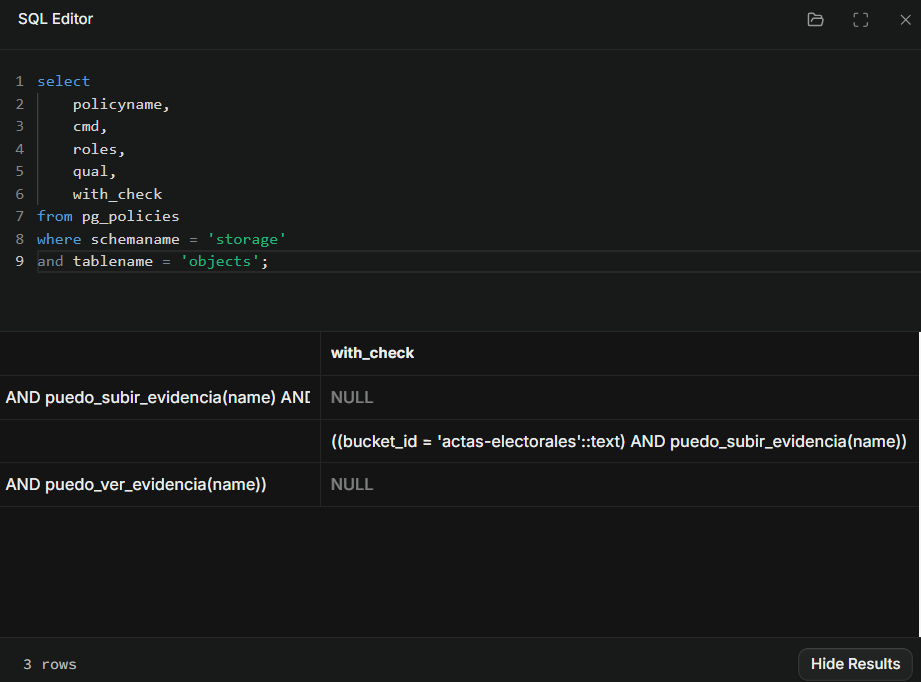 SQL Editor
1 select
2 policyname,
3 cmd,
4 roles,
5 qual,
6 with_check
7 from pg_policies
8 where schemaname = 'storage'
9 and tablename = 'objects';
with_check
AND puedo_subir_evidencia(name) AND NULL
((bucket_id = 'actas-electorales'::text) AND puedo_subir_evidencia(name))
AND puedo_ver_evidencia(name)) NULL
3 rows Hide Results